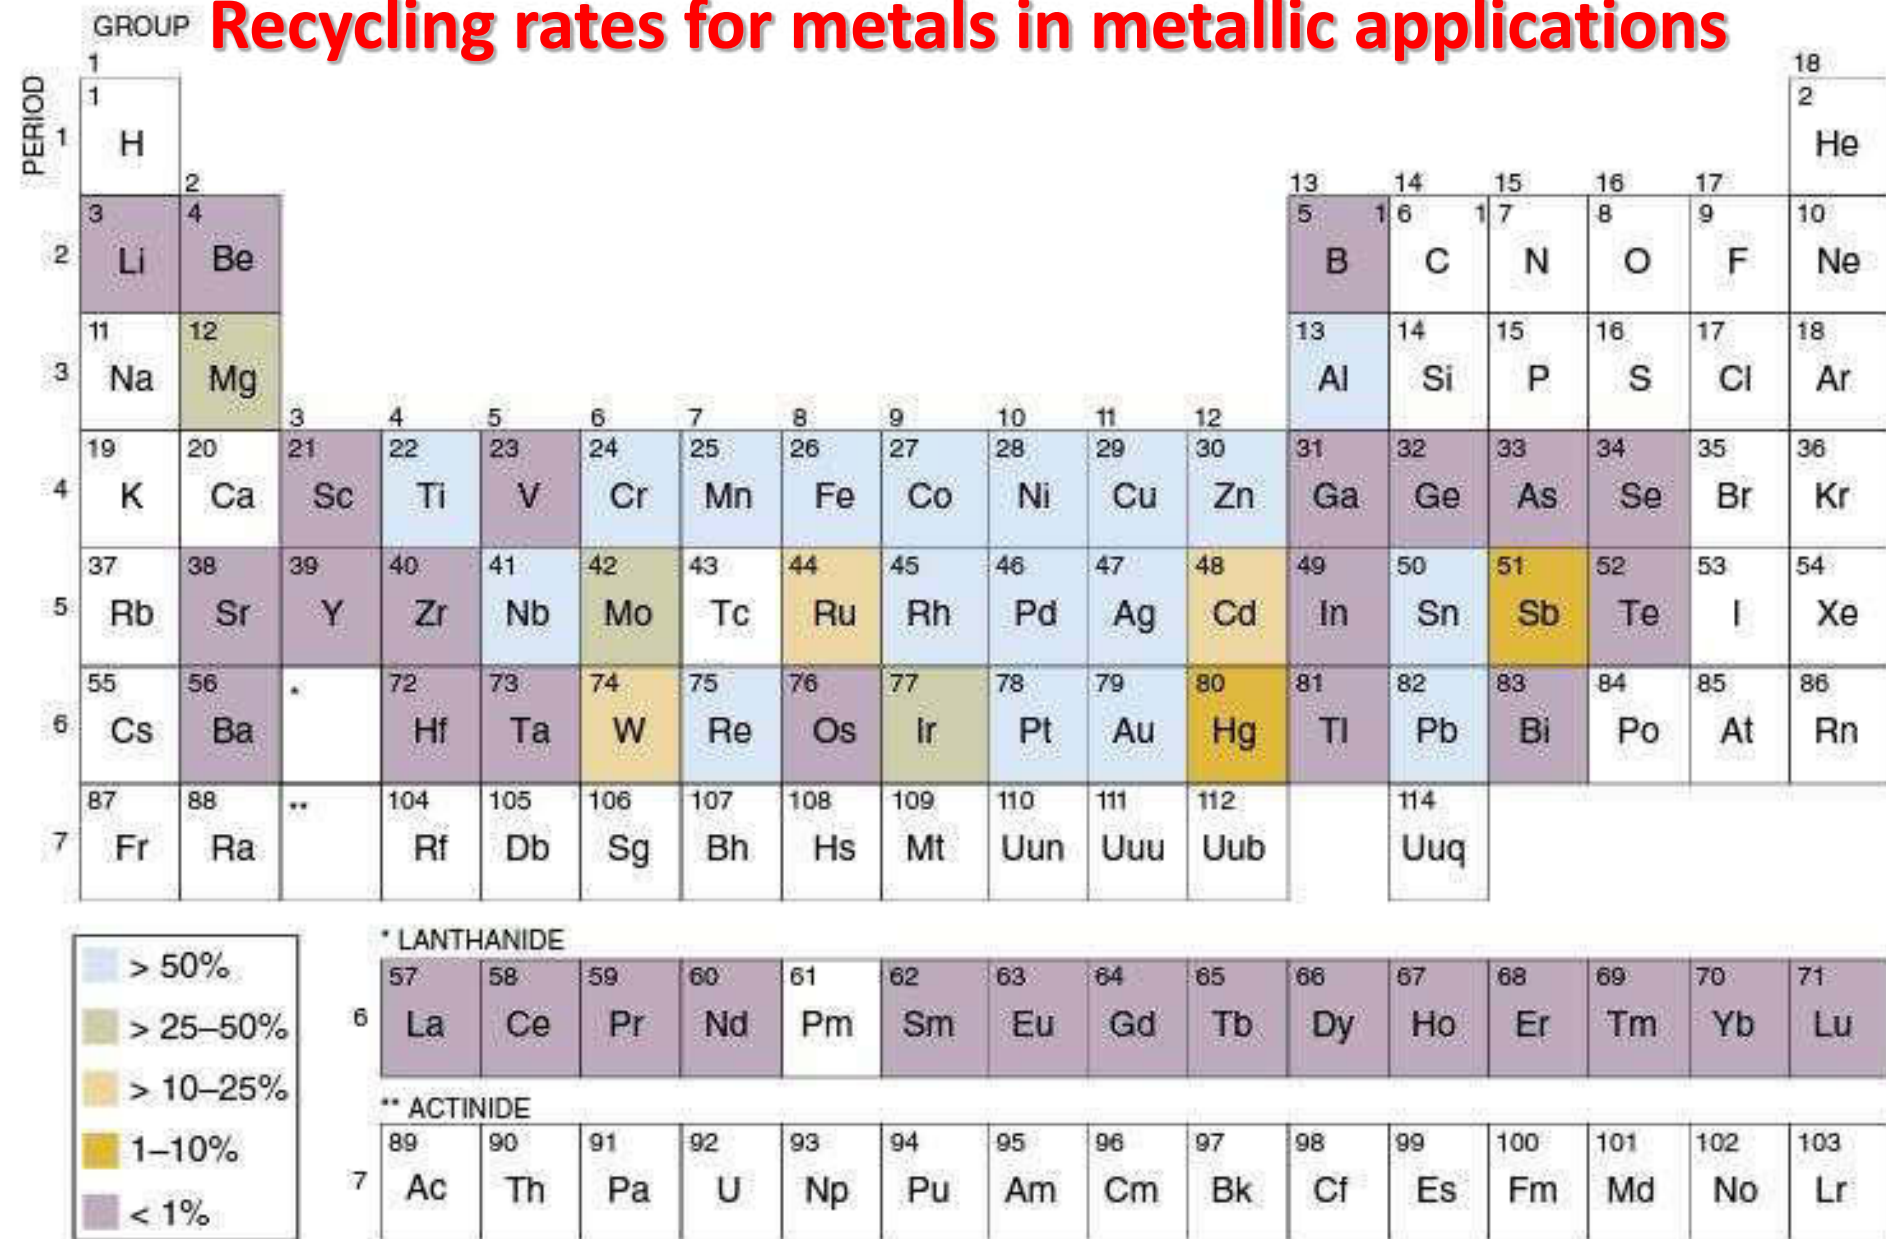 Recycling rates for metals in metallic applications
GROUP
PERIOD
1 18
1 2
1 H He
2 13 14 15 16 17
3 4 5 1 6 1 7 8 9 10
2 Li Be B C N O F Ne
11 12 13 14 15 16 17 18
3 Na Mg Al Si P S Cl Ar
3 4 5 6 7 8 9 10 11 12
19 20 21 22 23 24 25 26 27 28 29 30 31 32 33 34 35 36
4 K Ca Sc Ti V Cr Mn Fe Co Ni Cu Zn Ga Ge As Se Br Kr
37 38 39 40 41 42 43 44 45 46 47 48 49 50 51 52 53 54
5 Rb Sr Y Zr Nb Mo Tc Ru Rh Pd Ag Cd In Sn Sb Te I Xe
55 56 * 72 73 74 75 76 77 78 79 80 81 82 83 84 85 86
6 Cs Ba Hf Ta W Re Os Ir Pt Au Hg Tl Pb Bi Po At Rn
87 88 ** 104 105 106 107 108 109 110 111 112 114
7 Fr Ra Rf Db Sg Bh Hs Mt Uun Uuu Uub Uuq
> 50%
> 25–50%
> 10–25%
1–10%
< 1%
* LANTHANIDE
57 58 59 60 61 62 63 64 65 66 67 68 69 70 71
6 La Ce Pr Nd Pm Sm Eu Gd Tb Dy Ho Er Tm Yb Lu
** ACTINIDE
89 90 91 92 93 94 95 96 97 98 99 100 101 102 103
7 Ac Th Pa U Np Pu Am Cm Bk Cf Es Fm Md No Lr